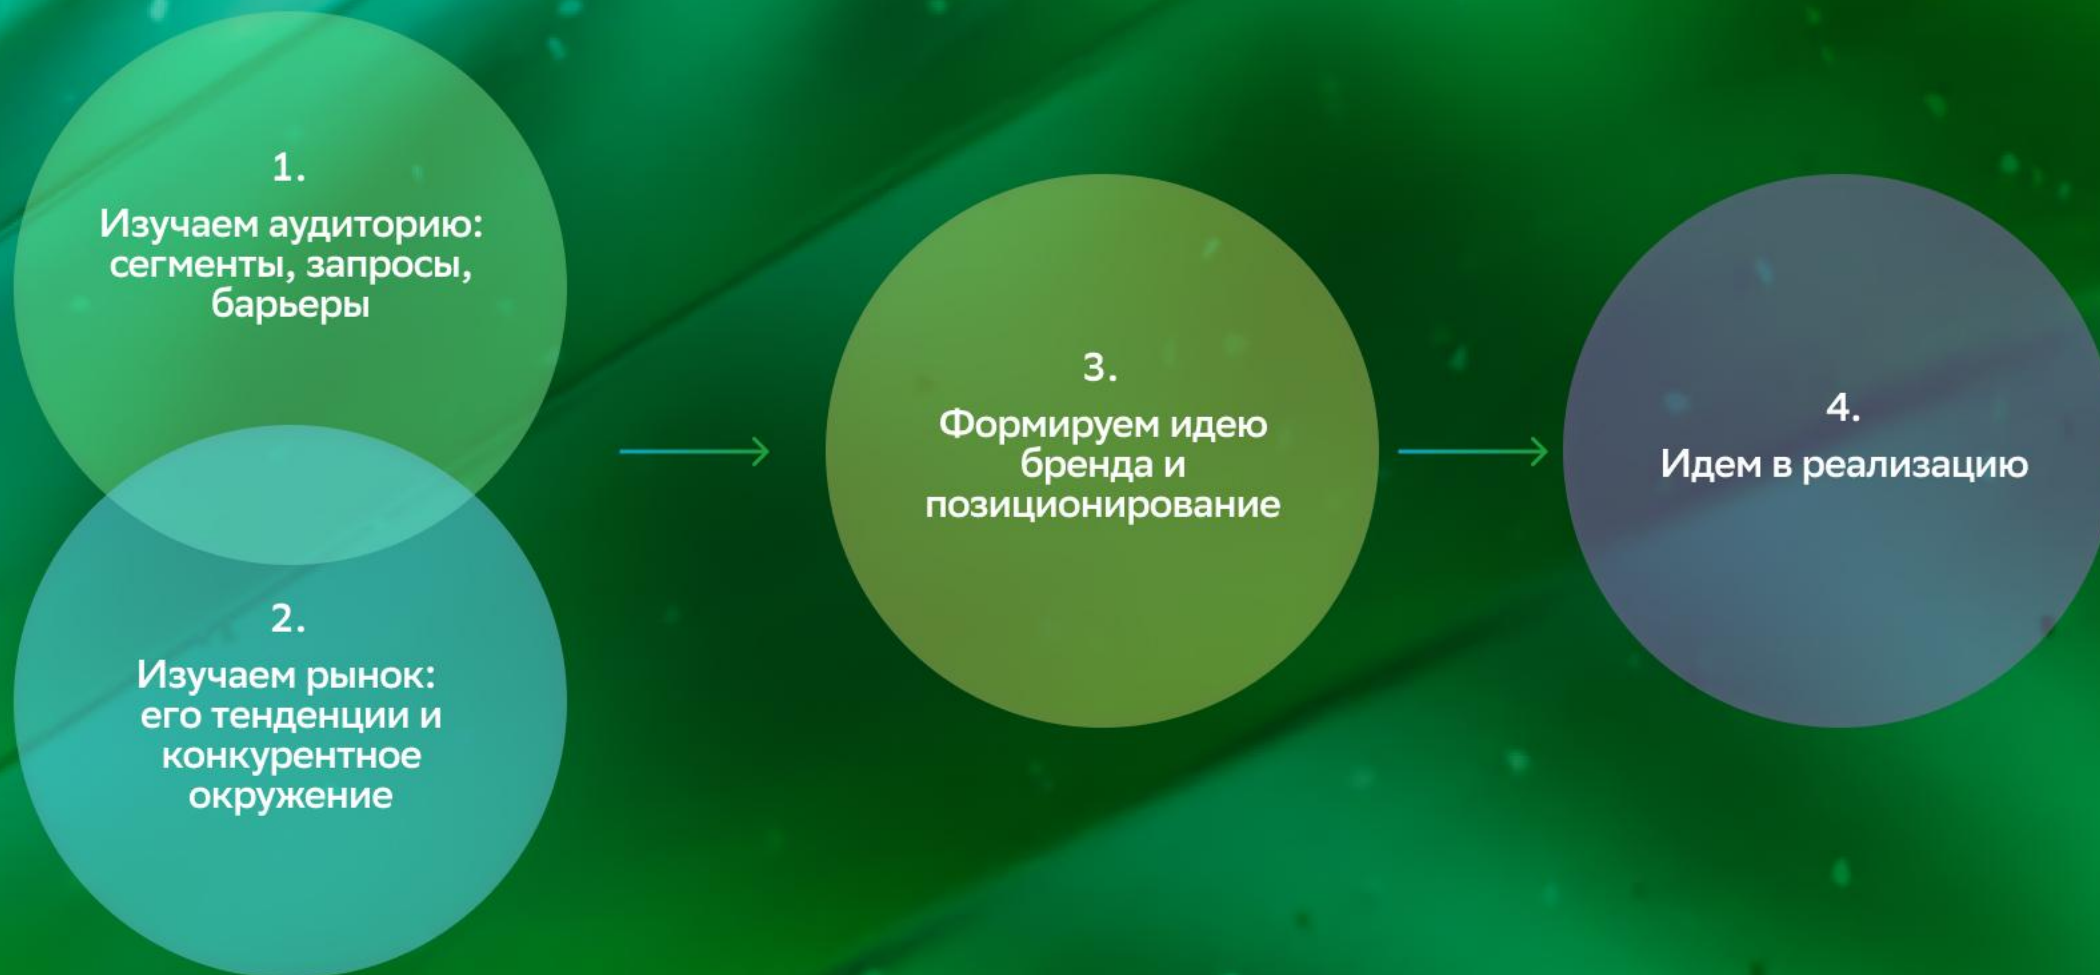 1.
Изучаем аудиторию:
сегменты, запросы,
барьеры
2.
Изучаем рынок:
его тенденции и
конкурентное
окружение
3.
Формируем идею
бренда и
позиционирование
4.
Идем в реализацию